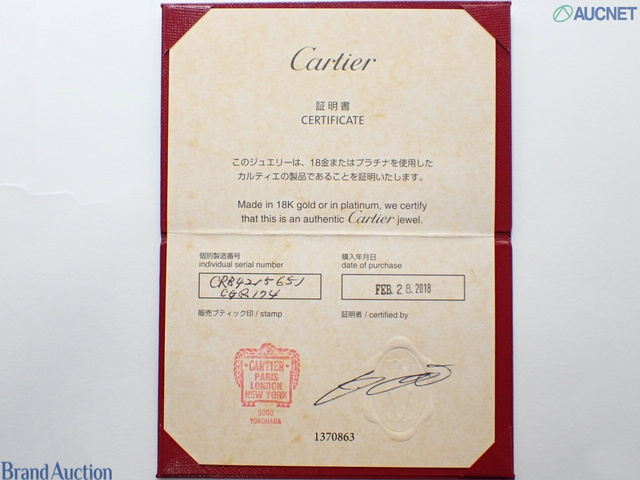 AUCNET
Cartier
証明書
CERTIFICATE
このジュエリーは、18金またはプラチナを使用した
カルティエの製品であることを証明いたします。
Made in 18K gold or in platinum, we certify
that this is an authentic Cartier jewel.
個別製造番号 購入年月日
individual serial number date of purchase
CRB4215651 FEB. 28.2018
販売ブティック印 / stamp 証明者 / certified by
CARTIER
PARIS
LONDON
NEW YORK
SOGO
YOKOHAMA
1370863
Brand Auction